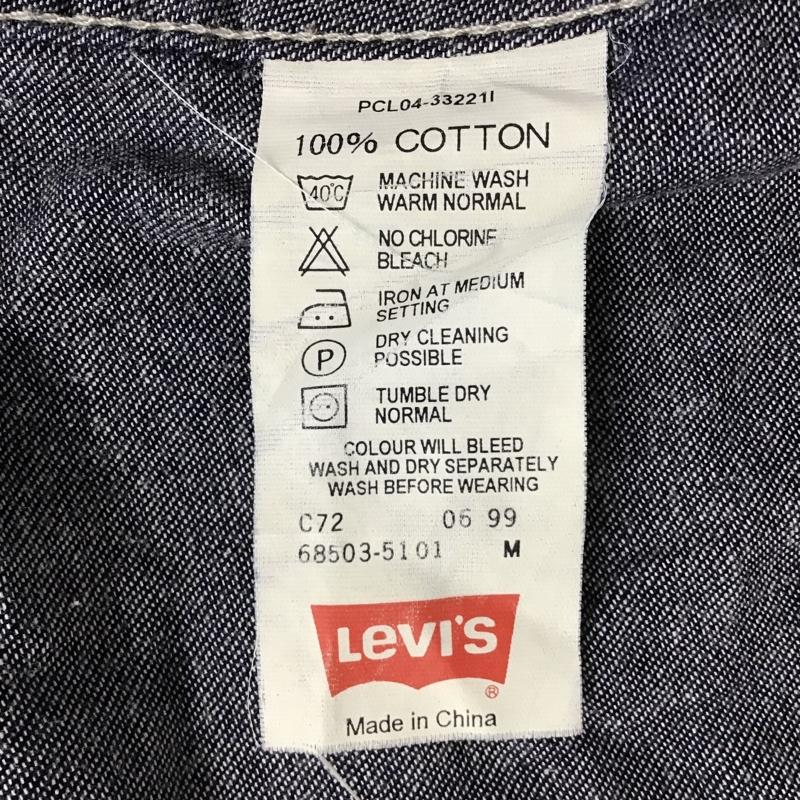 PCL04-33221I
100% COTTON
40°C MACHINE WASH
WARM NORMAL
NO CHLORINE
BLEACH
IRON AT MEDIUM
SETTING
P DRY CLEANING
POSSIBLE
TUMBLE DRY
NORMAL
COLOUR WILL BLEED
WASH AND DRY SEPARATELY
WASH BEFORE WEARING
C72 06 99
68503-5101 M
LeVI'S
®
Made in China